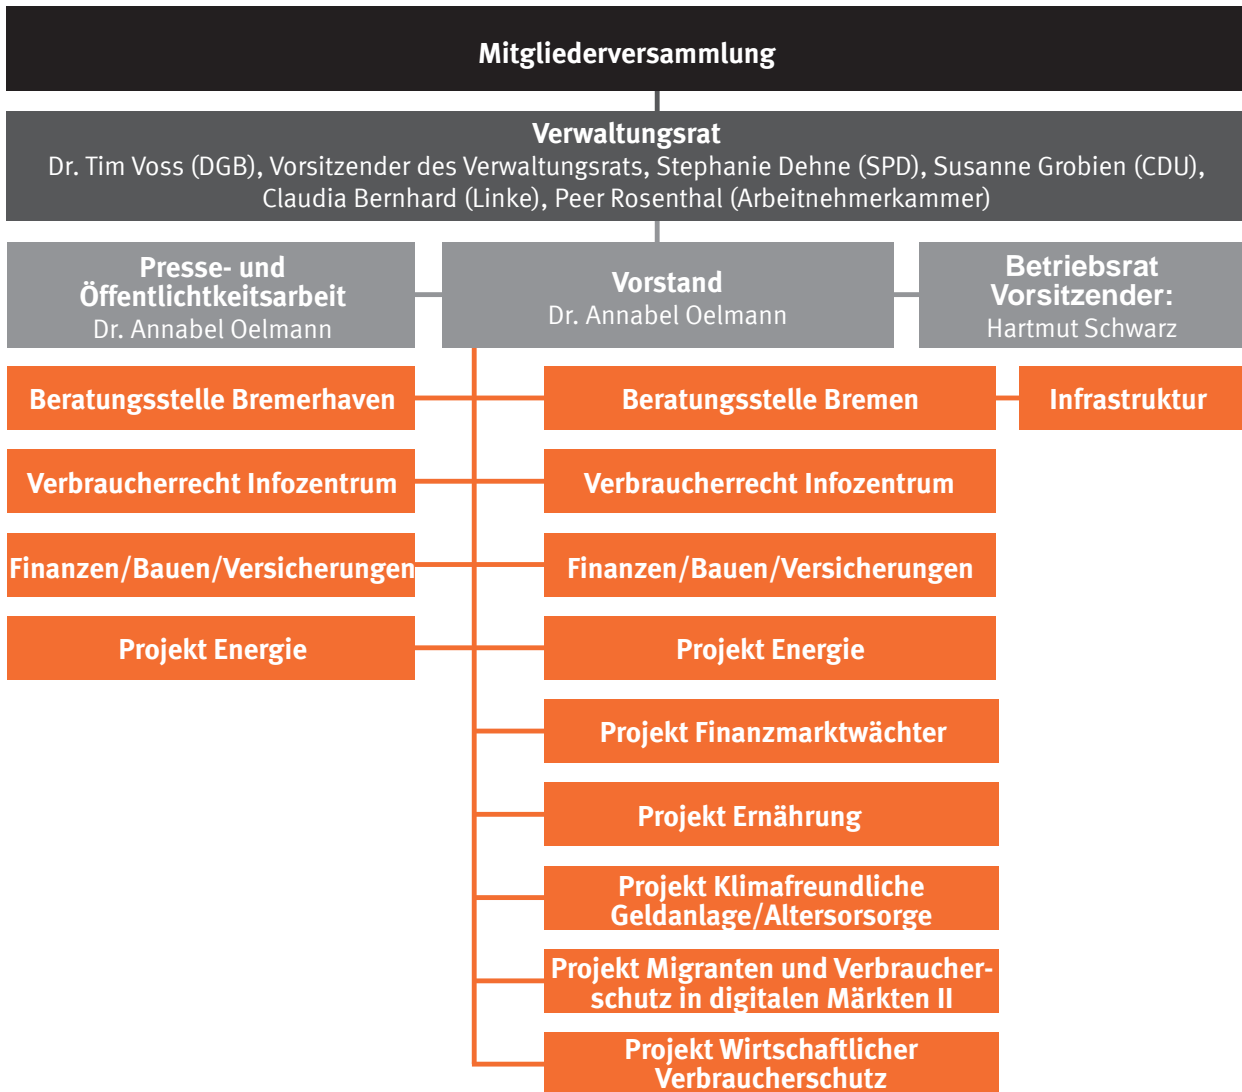 Mitgliederversammlung
Verwaltungsrat
Dr. Tim Voss (DGB), Vorsitzender des Verwaltungsrats, Stephanie Dehne (SPD), Susanne Grobien (CDU),
Claudia Bernhard (Linke), Peer Rosenthal (Arbeitnehmerkammer)
Presse- und
Öffentlichtkeitsarbeit
Dr. Annabel Oelmann
Vorstand
Dr. Annabel Oelmann
Betriebsrat
Vorsitzender:
Hartmut Schwarz
Beratungsstelle Bremerhaven
Beratungsstelle Bremen
Infrastruktur
Verbraucherrecht Infozentrum
Verbraucherrecht Infozentrum
Finanzen/Bauen/Versicherungen
Finanzen/Bauen/Versicherungen
Projekt Energie
Projekt Energie
Projekt Finanzmarktwächter
Projekt Ernährung
Projekt Klimafreundliche
Geldanlage/Altersorsorge
Projekt Migranten und Verbraucher-
schutz in digitalen Märkten II
Projekt Wirtschaftlicher
Verbraucherschutz